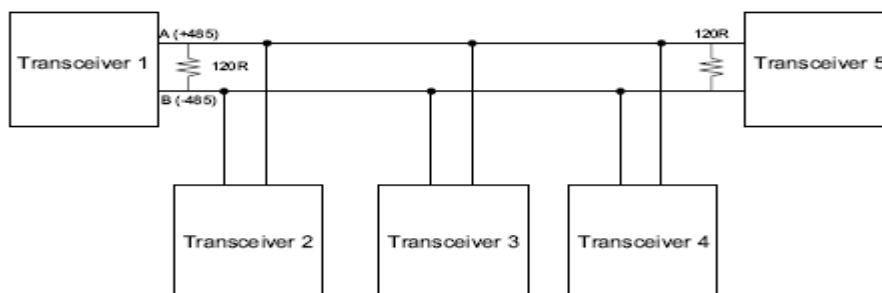 A (+485)
120R
Transceiver 1
120R
Transceiver 5
B (-485)
Transceiver 2
Transceiver 3
Transceiver 4